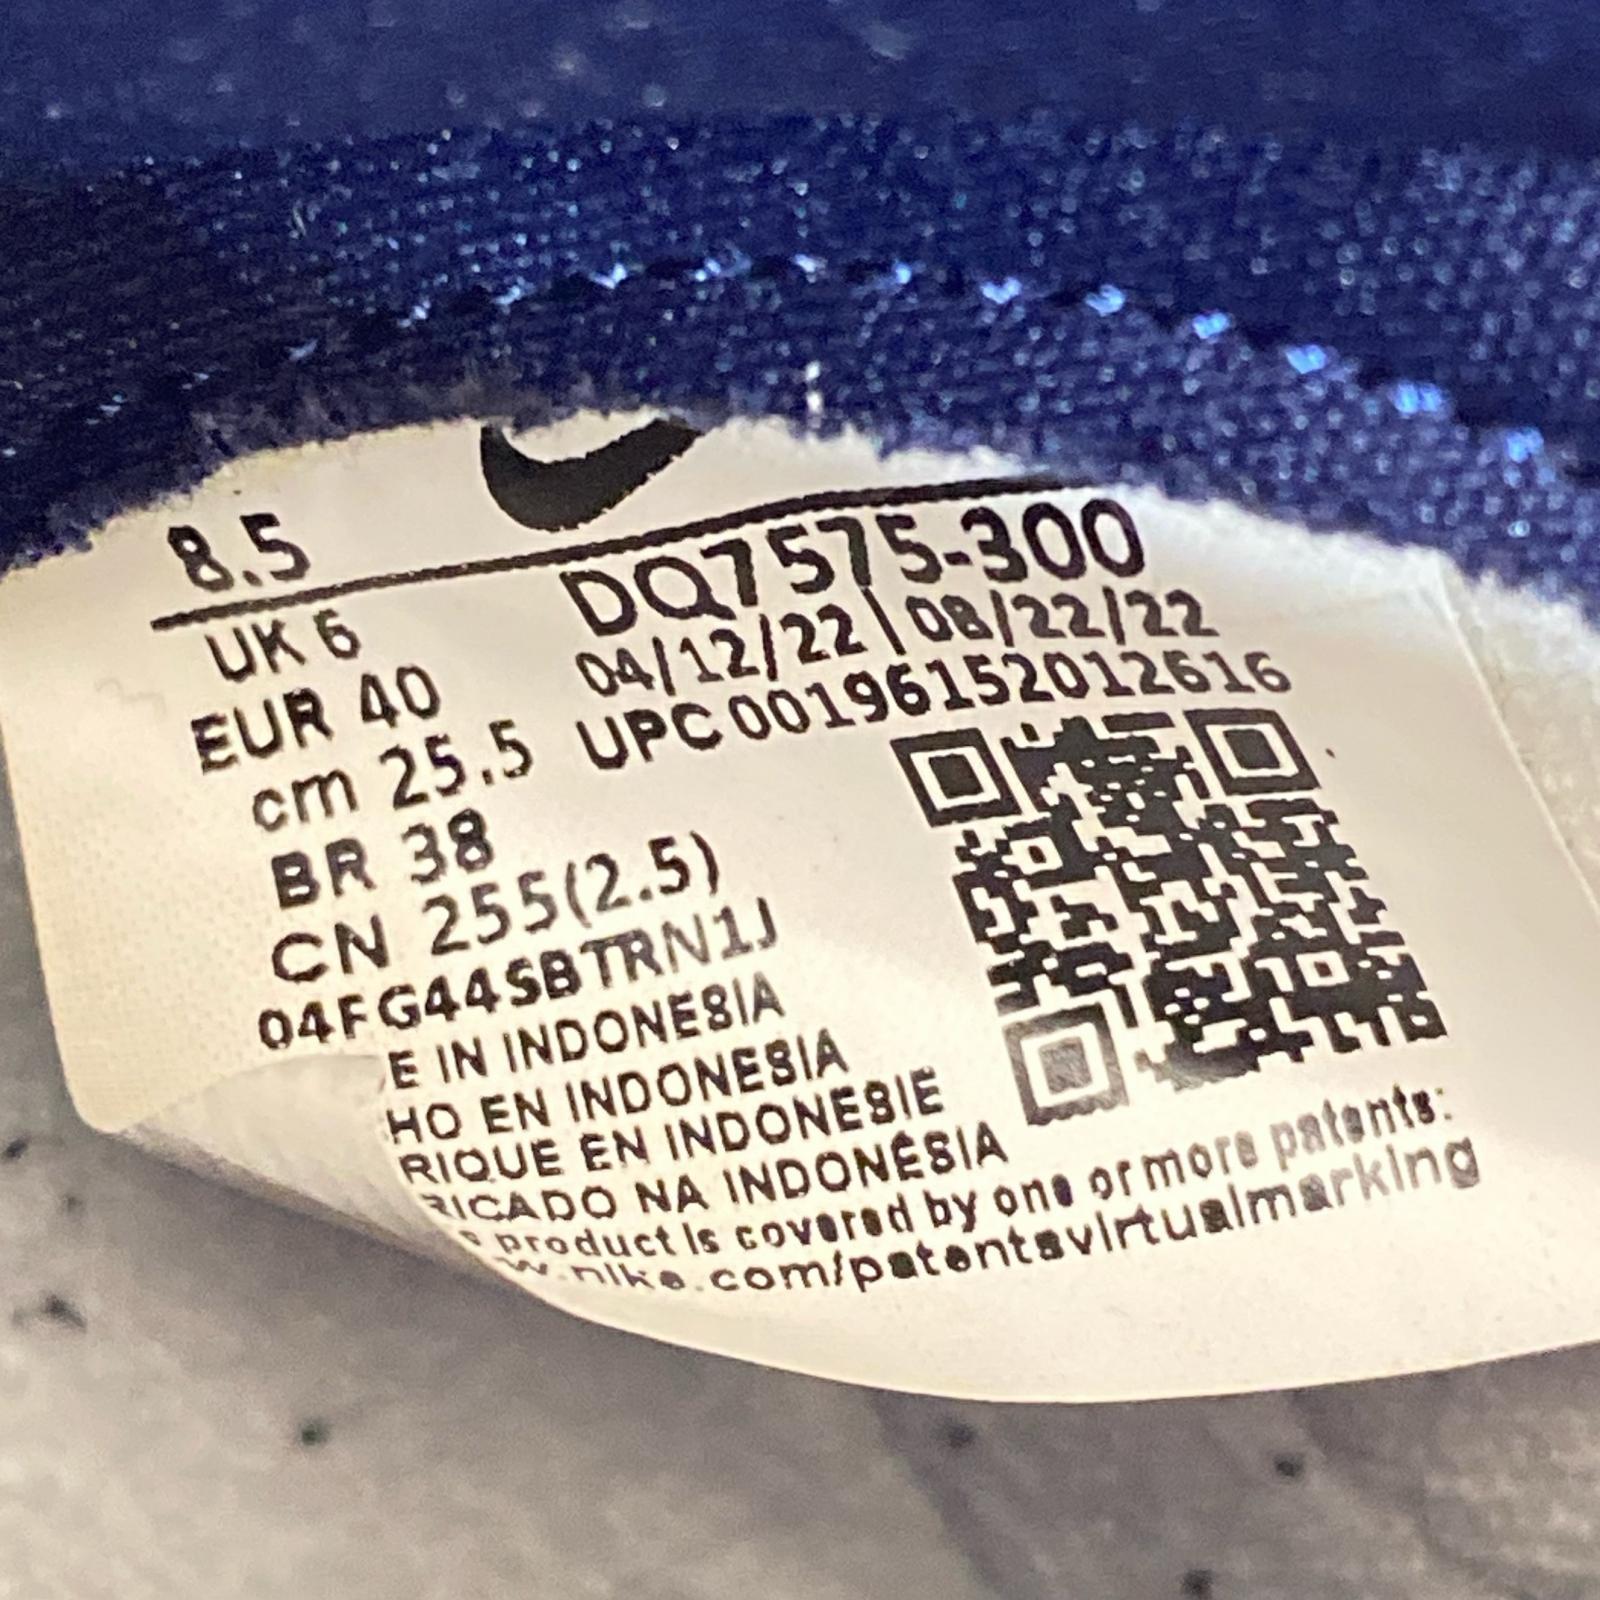 8.5
DQ7575-300
UK 6
04/12/22 | 08/22/22
EUR 40
UPC 00196152012616
cm 25.5
BR 38
CN 255(2.5)
04FG44SBTRN1J
E IN INDONESIA
HO EN INDONESIA
RIQUE EN INDONESIE
RICADO NA INDONÉSIA
product is covered by one or more patents:
w.nike.com/patentsvirtualmarking